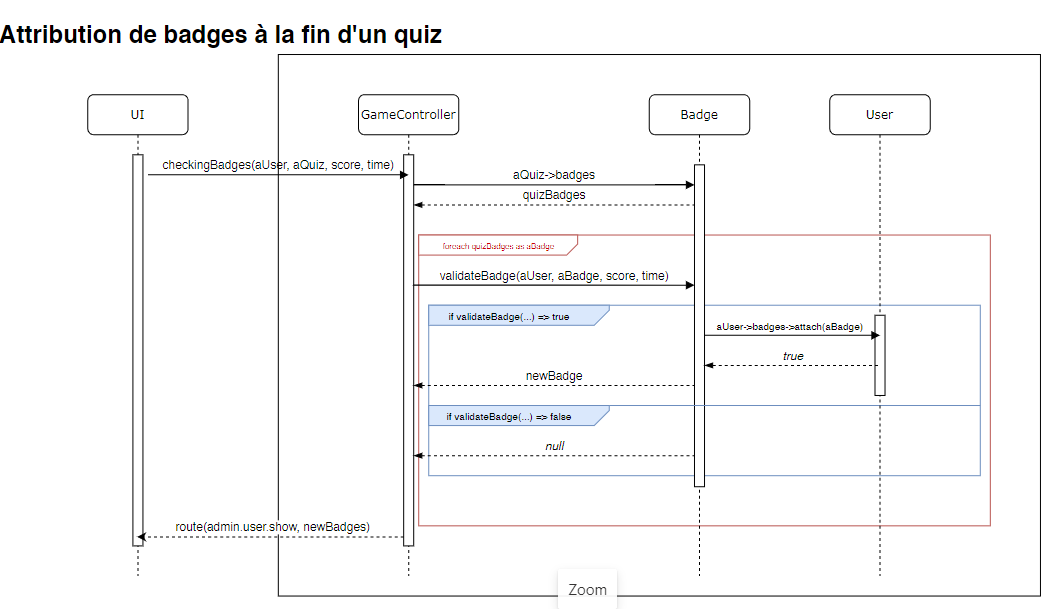 Attribution de badges à la fin d'un quiz
UI
GameController
Badge
User
checkingBadges(aUser, aQuiz, score, time)
aQuiz->badges
quizBadges
foreach quizBadges as aBadge
validateBadge(aUser, aBadge, score, time)
if validateBadge(...) => true
aUser->badges->attach(aBadge)
true
newBadge
if validateBadge(...) => false
null
route(admin.user.show, newBadges)
Zoom